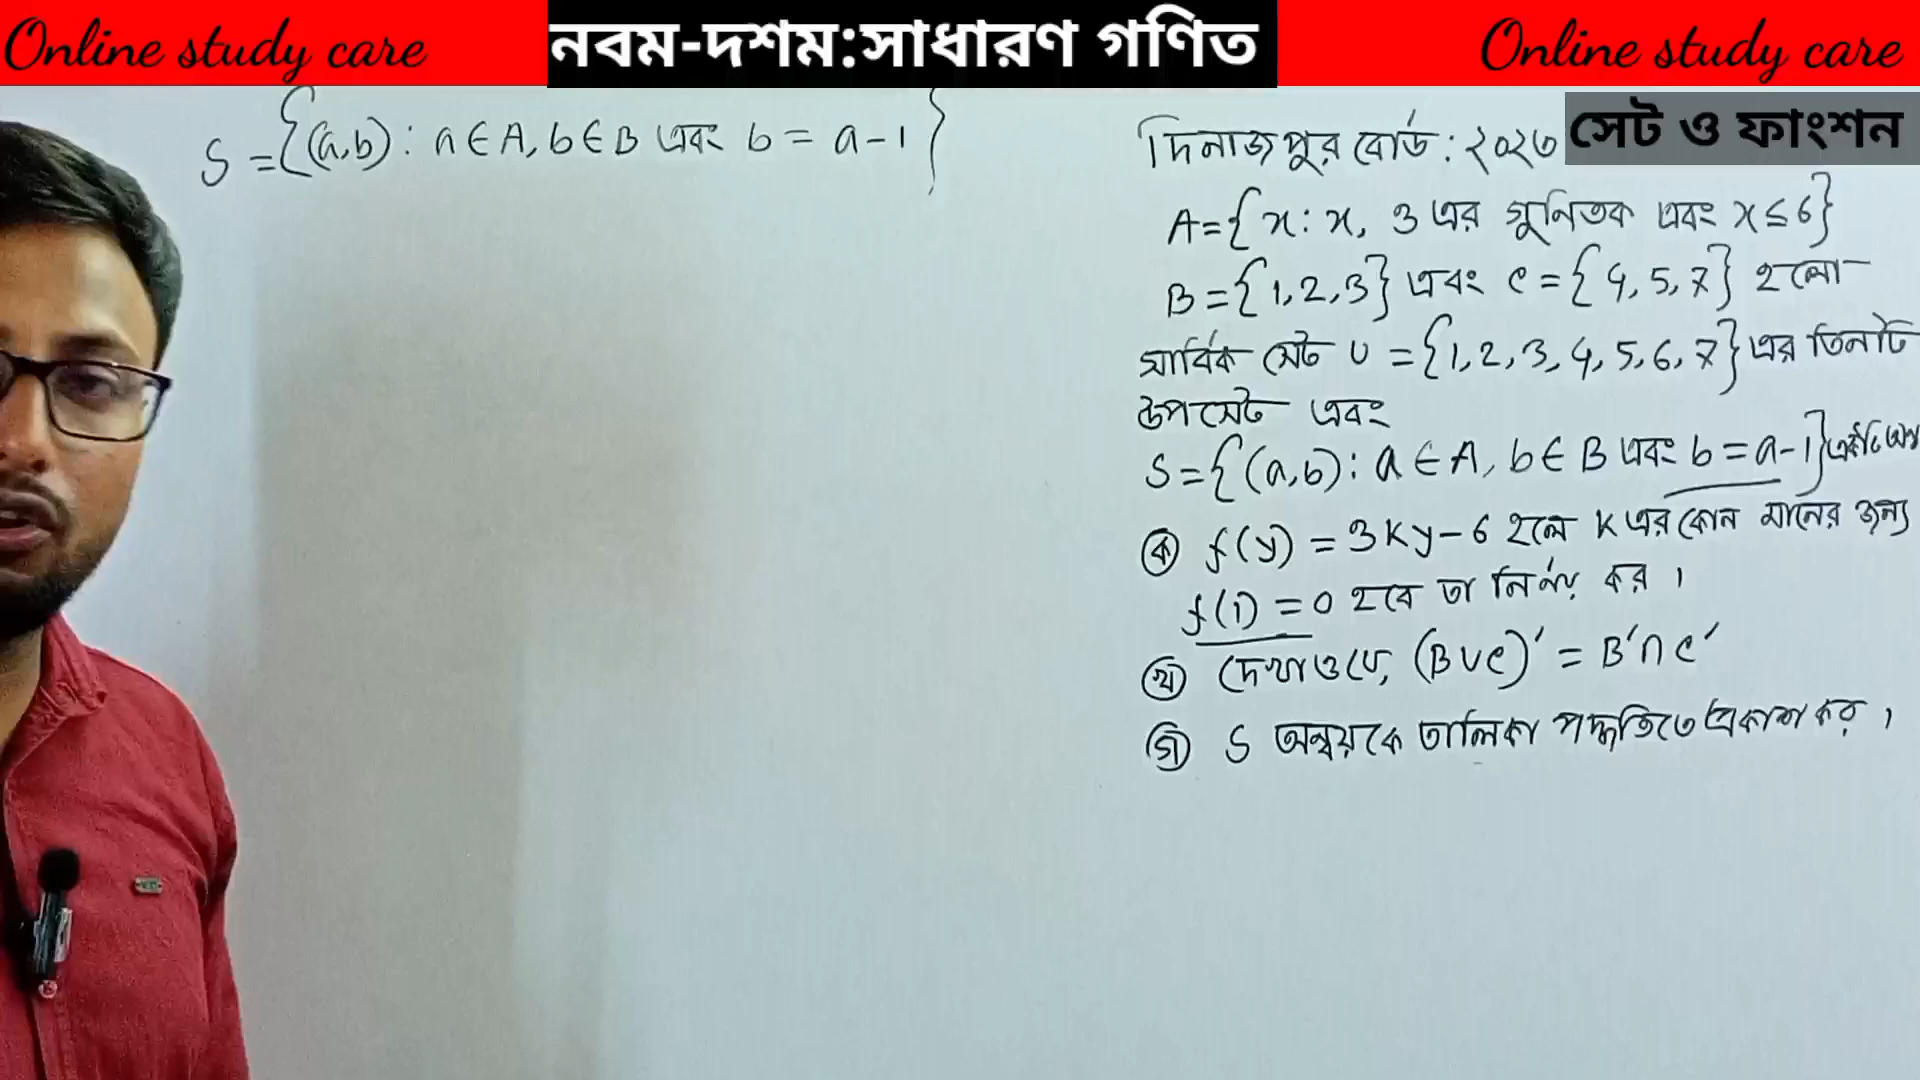 Online study care
নবম-দশম:সাধারণ গণিত
Online study care
সেট ও ফাংশন
S = {(a,b) : a ∈ A, b ∈ B এবং b = a-1}
দিনাজপুর বোর্ড : ২০২৩
A = {x : x, 3 এর গুনিতক এবং x ≤ 6}
B = {1,2,3} এবং C = {4,5,7} হলো
সার্বিক সেট U = {1,2,3,4,5,6,7} এর তিনটি
উপসেট এবং
S = {(a,b) : a ∈ A, b ∈ B এবং b = a-1} একটি
ক f(y) = 3Ky-6 হলে K এর কোন মানের জন্য
f(1) = 0 হবে তা নির্ণয় কর ।
খ দেখাও যে, (B∪C)′ = B′∩C′
গ S অন্বয়কে তালিকা পদ্ধতিতে প্রকাশ কর ।